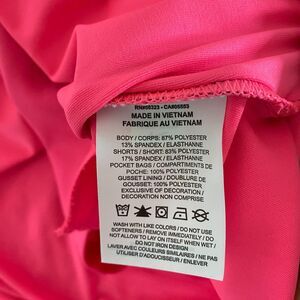 RN#05323 - CA#05553
MADE IN VIETNAM
FABRIQUE AU VIETNAM
BODY / CORPS: 87% POLYESTER
13% SPANDEX / ELASTHANNE
SHORTS / SHORT: 83% POLYESTER
17% SPANDEX / ELASTHANNE
POCKET BAGS / COMPARTIMENTS DE
POCHE: 100% POLYESTER
GUSSET LINING / DOUBLURE DE
GOUSSET: 100% POLYESTER
EXCLUSIVE OF DECORATION /
DECORATION NON COMPRISE
WASH WITH LIKE COLORS / DO NOT USE
SOFTENERS / REMOVE IMMEDIATELY / DO
NOT ALLOW TO LAY ON ITSELF WHEN WET /
DO NOT IRON DESIGN
LAVER AVEC COULEURS SIMILAIRES / NE PAS
UTILISER D'ADOUCISSEUR / ENLEVER